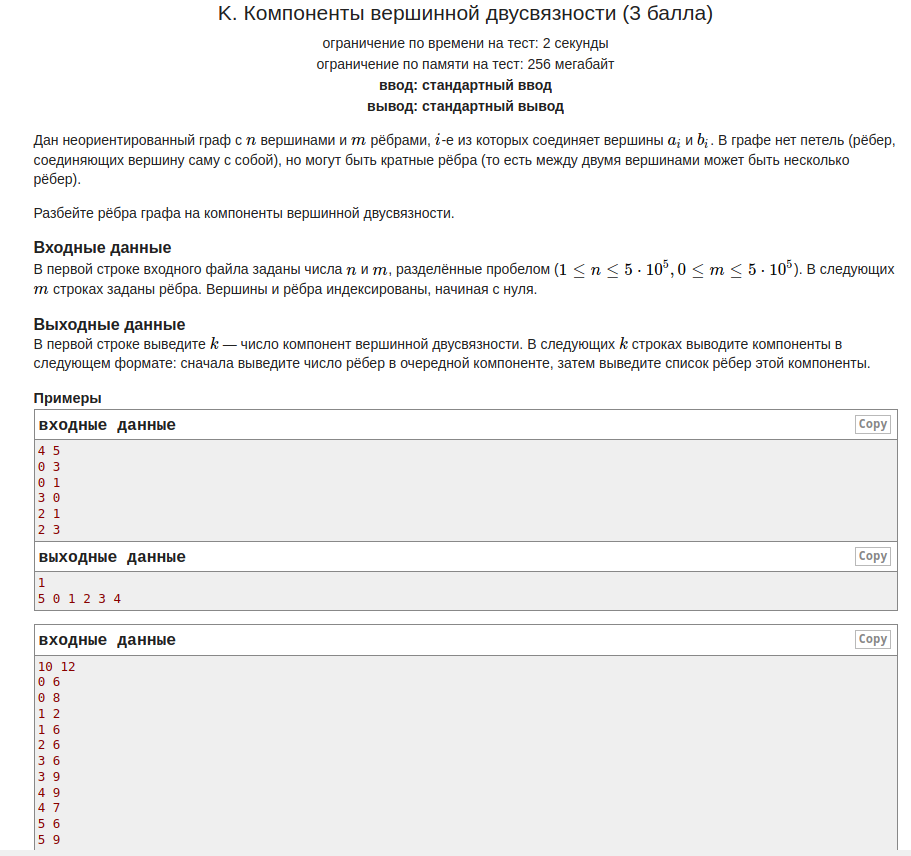 K. Компоненты вершинной двусвязности (3 балла)
ограничение по времени на тест: 2 секунды
ограничение по памяти на тест: 256 мегабайт
ввод: стандартный ввод
вывод: стандартный вывод
Дан неориентированный граф с n вершинами и m рёбрами, i-е из которых соединяет вершины a_i и b_i. В графе нет петель (рёбер,
соединяющих вершину саму с собой), но могут быть кратные рёбра (то есть между двумя вершинами может быть несколько
рёбер).
Разбейте рёбра графа на компоненты вершинной двусвязности.
Входные данные
В первой строке входного файла заданы числа n и m, разделённые пробелом (1 ≤ n ≤ 5 · 10^5, 0 ≤ m ≤ 5 · 10^5). В следующих
m строках заданы рёбра. Вершины и рёбра индексированы, начиная с нуля.
Выходные данные
В первой строке выведите k — число компонент вершинной двусвязности. В следующих k строках выводите компоненты в
следующем формате: сначала выведите число рёбер в очередной компоненте, затем выведите список рёбер этой компоненты.
Примеры
входные данные Copy
4 5
0 3
0 1
3 0
2 1
2 3
выходные данные Copy
1
5 0 1 2 3 4
входные данные Copy
10 12
0 6
0 8
1 2
1 6
2 6
3 6
3 9
4 9
4 7
5 6
5 9